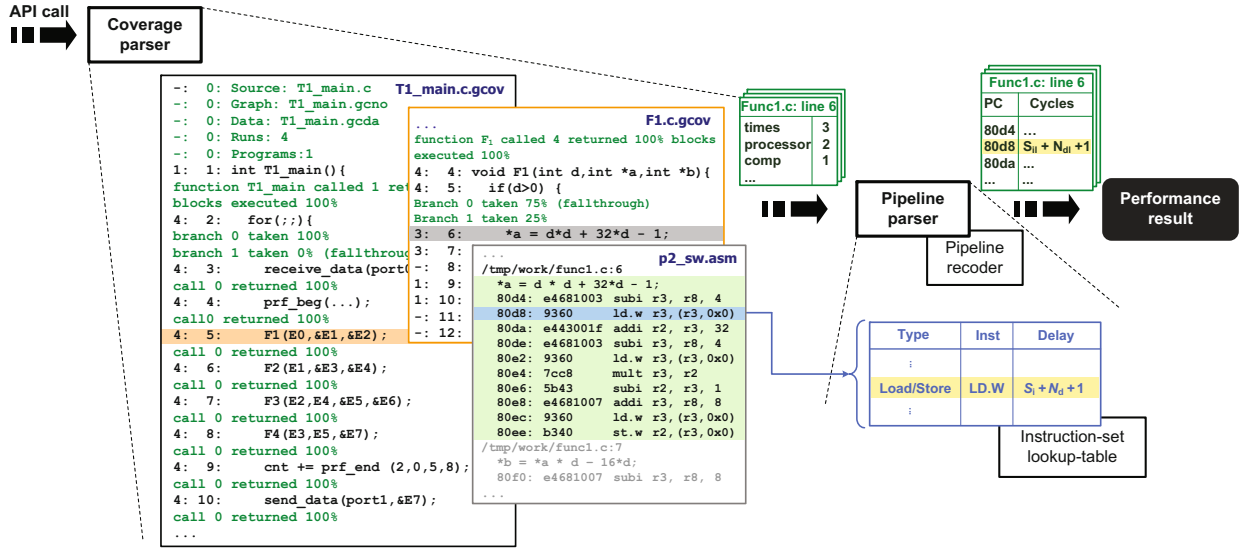 API call
Coverage
parser
T1_main.c.gcov
-: 0: Source: T1_main.c
-: 0: Graph: T1_main.gcno
-: 0: Data: T1_main.gcda
-: 0: Runs: 4
-: 0: Programs:1
1: 1: int T1_main(){
function T1_main called 1 ret
blocks executed 100%
4: 2: for(;;){
branch 0 taken 100%
branch 1 taken 0% (fallthroug
4: 3: receive_data(port0
call 0 returned 100%
4: 4: prf_beg(...);
call0 returned 100%
4: 5: F1(E0,&E1,&E2);
call 0 returned 100%
4: 6: F2(E1,&E3,&E4);
call 0 returned 100%
4: 7: F3(E2,E4,&E5,&E6);
call 0 returned 100%
4: 8: F4(E3,E5,&E7);
call 0 returned 100%
4: 9: cnt += prf_end (2,0,5,8);
call 0 returned 100%
4: 10: send_data(port1,&E7);
call 0 returned 100%
...
F1.c.gcov
...
function F1 called 4 returned 100% blocks
executed 100%
4: 4: void F1(int d,int *a,int *b){
4: 5: if(d>0) {
Branch 0 taken 75% (fallthrough)
Branch 1 taken 25%
3: 6: *a = d*d + 32*d - 1;
3: 7:
-: 8:
1: 9:
1: 10:
-: 11:
-: 12:
p2_sw.asm
...
/tmp/work/func1.c:6
*a = d * d + 32*d - 1;
80d4: e4681003 subi r3, r8, 4
80d8: 9360 ld.w r3,(r3,0x0)
80da: e443001f addi r2, r3, 32
80de: e4681003 subi r3, r8, 4
80e2: 9360 ld.w r3,(r3,0x0)
80e4: 7cc8 mult r3, r2
80e6: 5b43 subi r2, r3, 1
80e8: e4681007 addi r3, r8, 8
80ec: 9360 ld.w r3,(r3,0x0)
80ee: b340 st.w r2,(r3,0x0)
/tmp/work/func1.c:7
*b = *a * d - 16*d;
80f0: e4681007 subi r3, r8, 8
...
Func1.c: line 6
times 3
processor 2
comp 1
...
Pipeline
parser
Pipeline
recoder
Func1.c: line 6
PC Cycles
80d4 ...
80d8 Sil + Ndl +1
80da ...
... ...
Performance
result
Type Inst Delay
⋮
Load/Store LD.W Si + Nd +1
⋮
Instruction-set
lookup-table